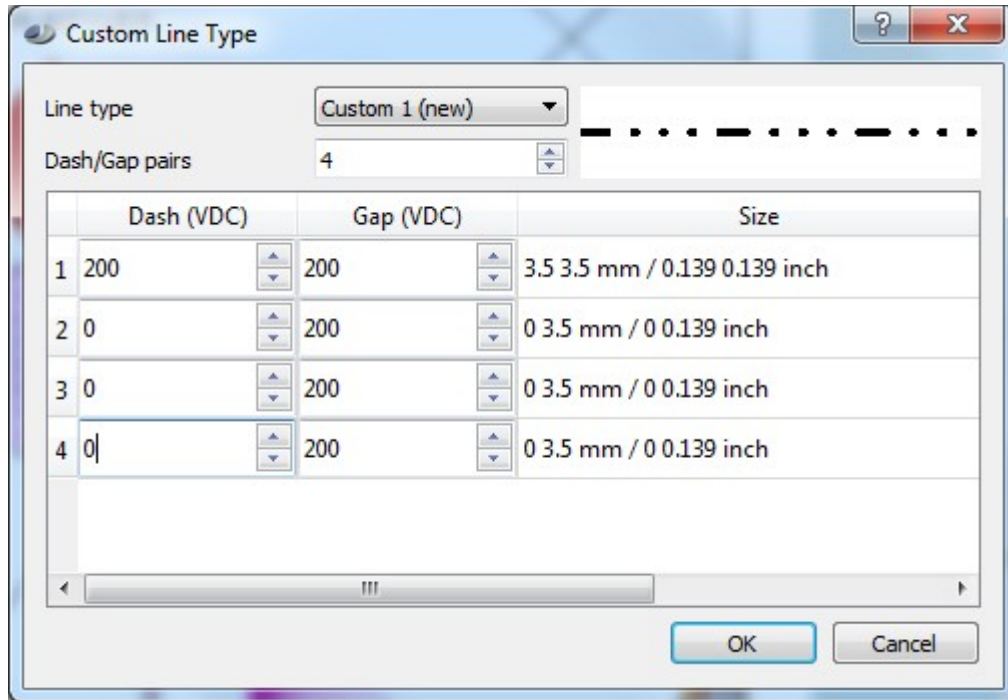 Custom Line Type
?
Line type Custom 1 (new)
Dash/Gap pairs 4
Dash (VDC) Gap (VDC) Size
1 200 200 3.5 3.5 mm / 0.139 0.139 inch
2 0 200 0 3.5 mm / 0 0.139 inch
3 0 200 0 3.5 mm / 0 0.139 inch
4 0 200 0 3.5 mm / 0 0.139 inch
OK Cancel